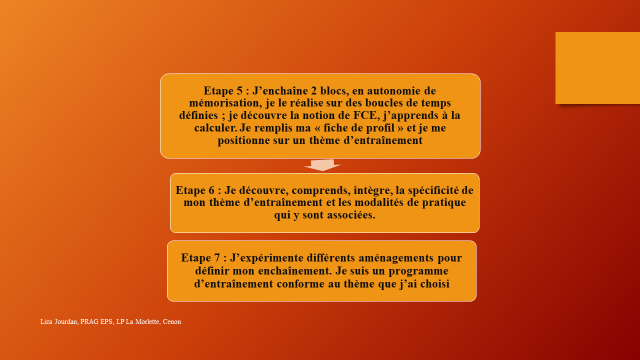 Etape 5 : J’enchaîne 2 blocs, en autonomie de
mémorisation, je le réalise sur des boucles de temps
définies ; je découvre la notion de FCE, j’apprends à la
calculer. Je remplis ma « fiche de profil » et je me
positionne sur un thème d’entraînement
Etape 6 : Je découvre, comprends, intègre, la spécificité de
mon thème d’entraînement et les modalités de pratique
qui y sont associées.
Etape 7 : J’expérimente différents aménagements pour
définir mon enchaînement. Je suis un programme
d’entraînement conforme au thème que j’ai choisi
Liza Jourdan, PRAG EPS, LP La Morlette, Cenon